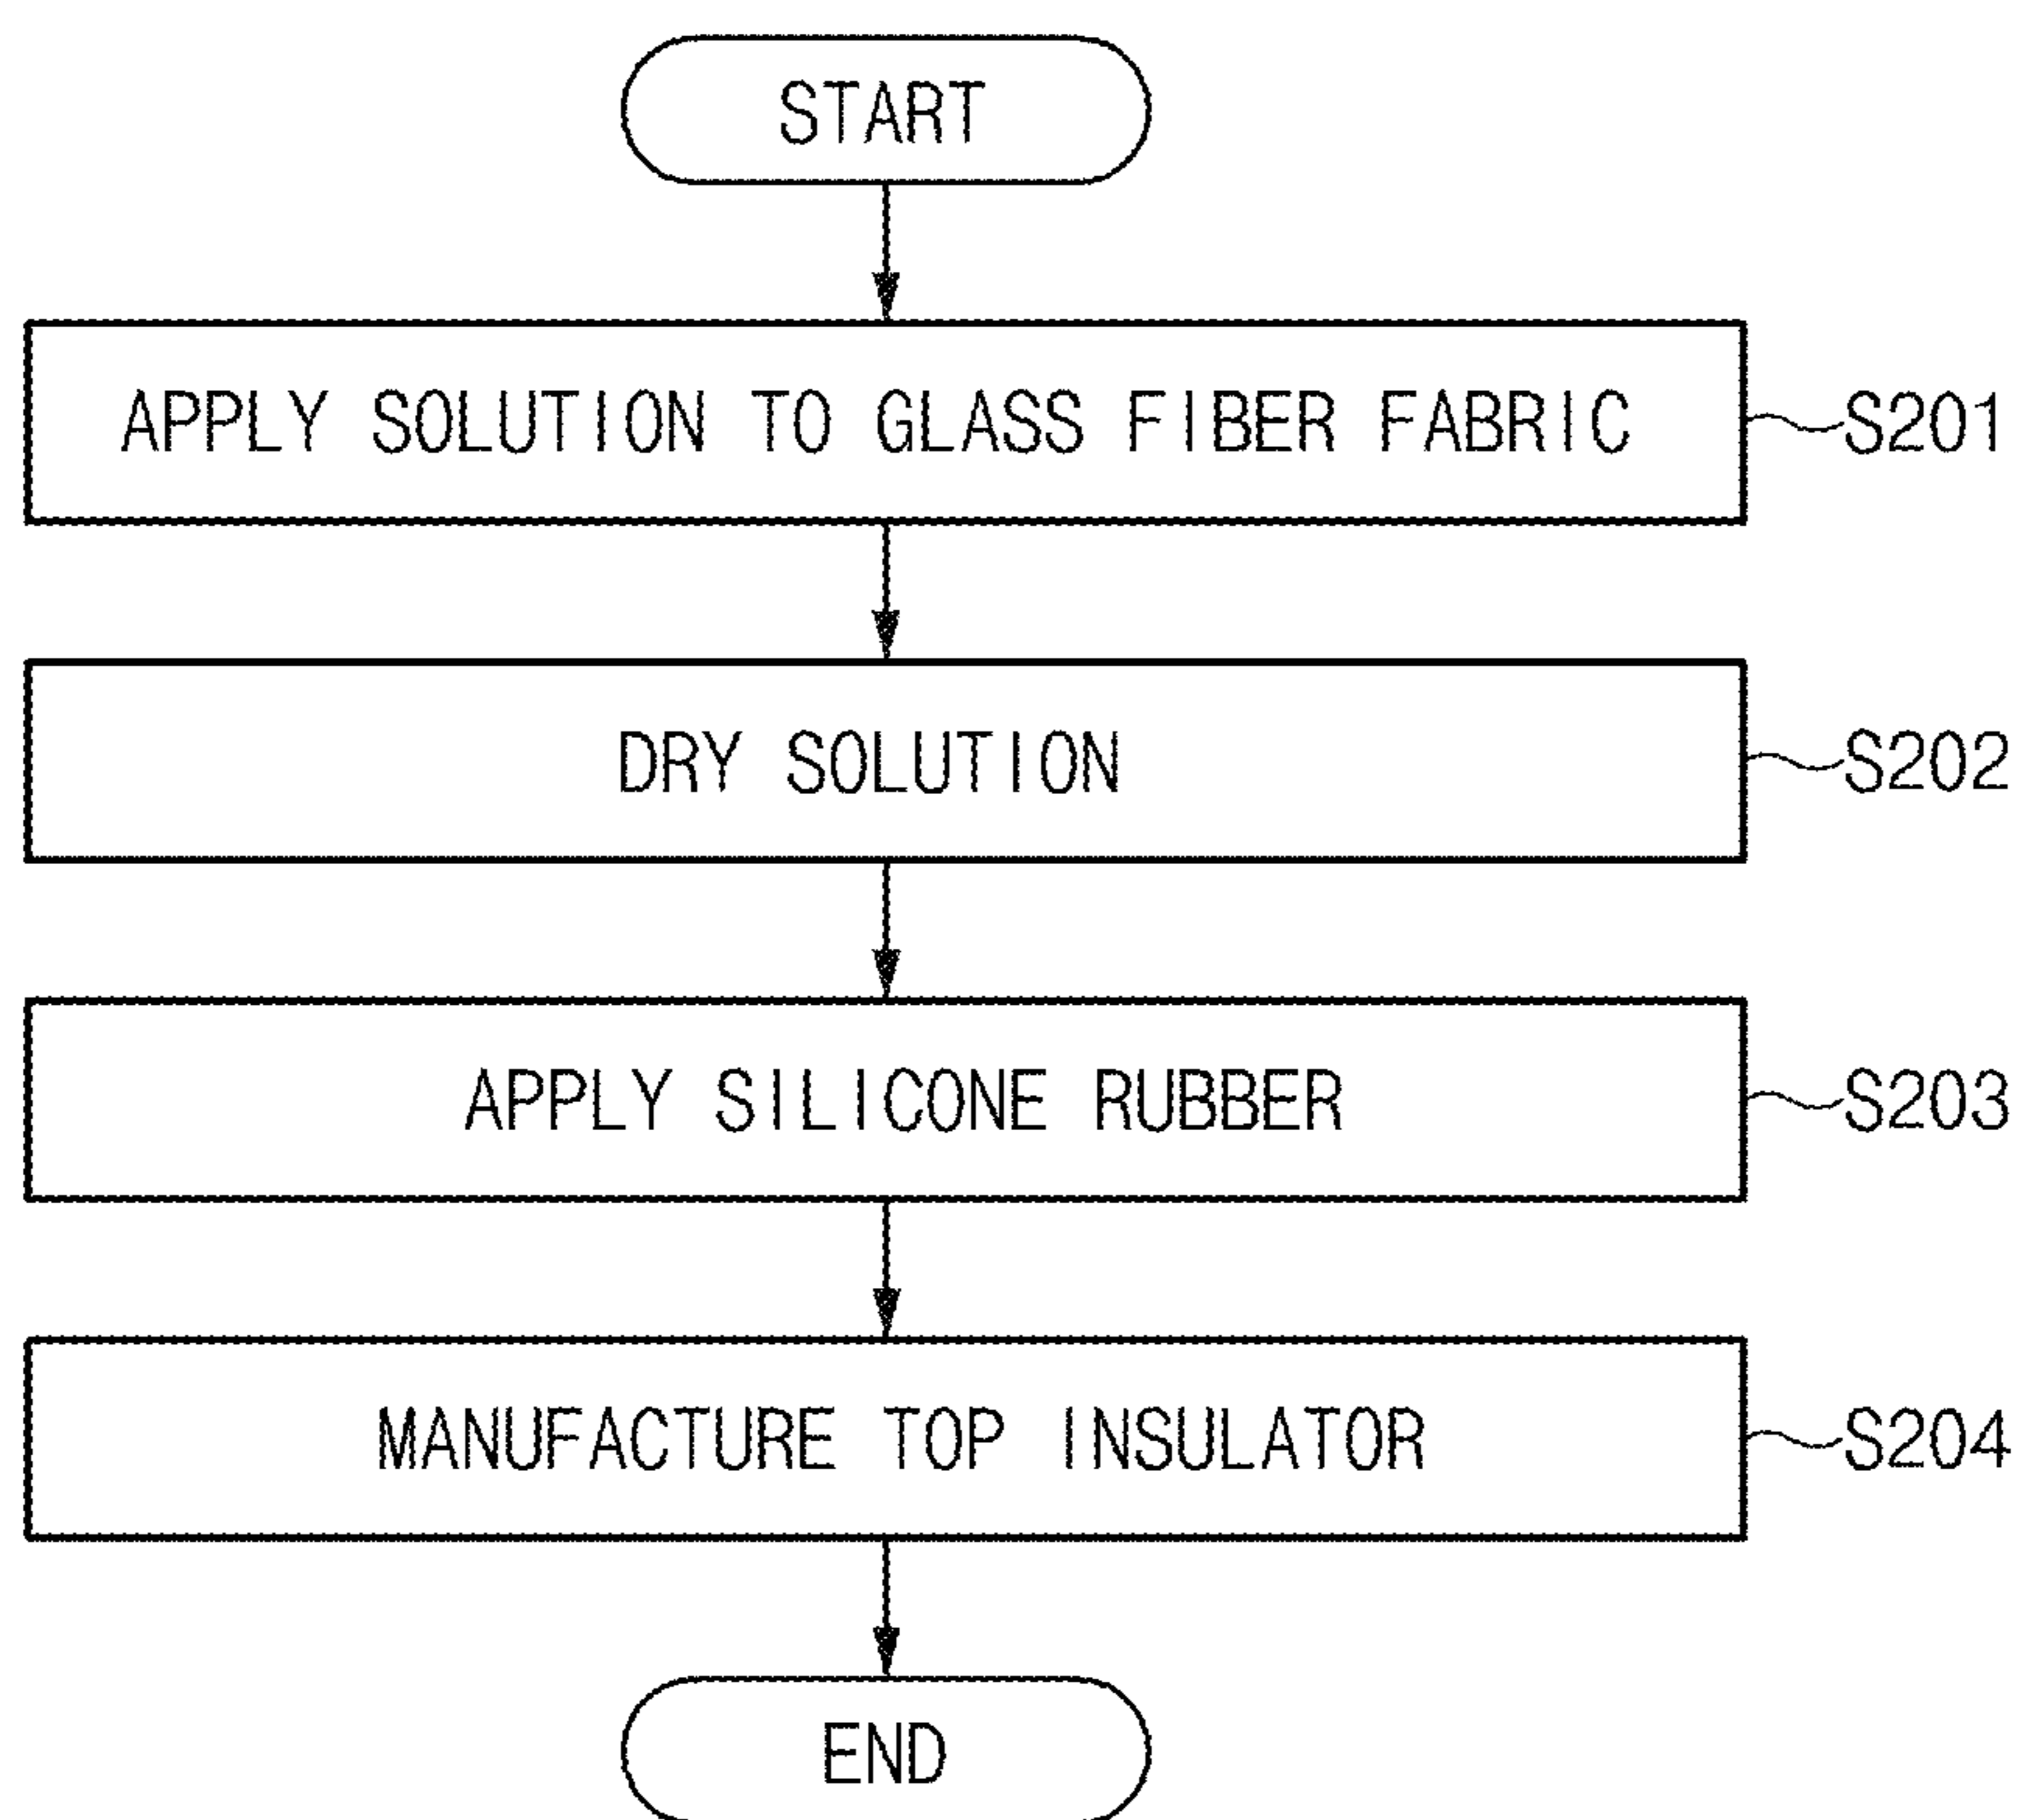 START
APPLY SOLUTION TO GLASS FIBER FABRIC
S201
DRY SOLUTION
S202
APPLY SILICONE RUBBER
S203
MANUFACTURE TOP INSULATOR
S204
END